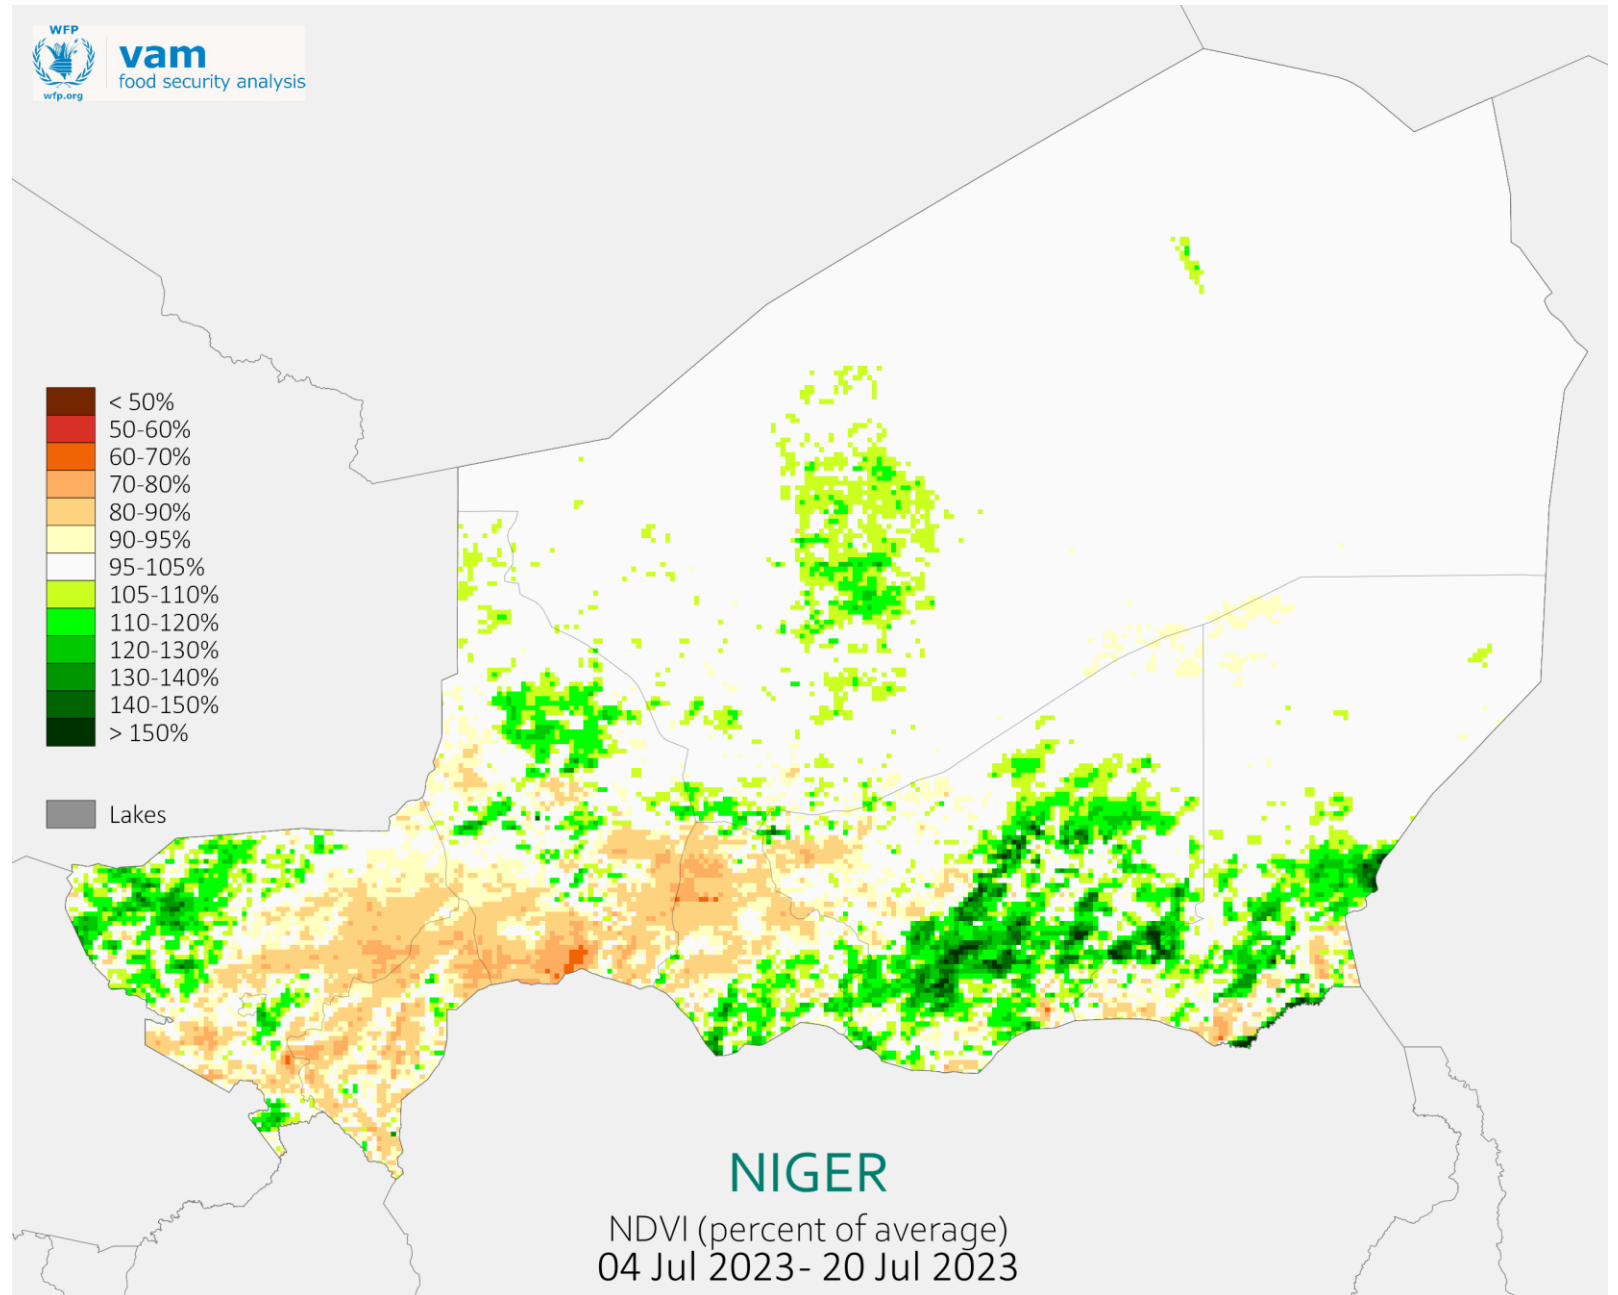 WFP
wfp.org
vam
food security analysis
< 50%
50-60%
60-70%
70-80%
80-90%
90-95%
95-105%
105-110%
110-120%
120-130%
130-140%
140-150%
> 150%
Lakes
NIGER
NDVI (percent of average)
04 Jul 2023- 20 Jul 2023